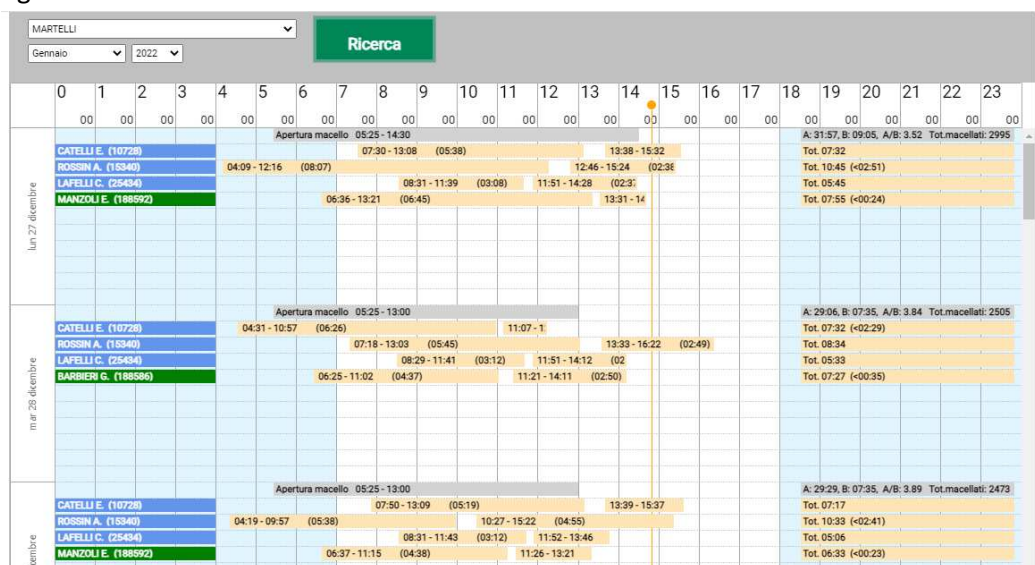 MARTELLI
Gennaio 2022 Ricerca
0 1 2 3 4 5 6 7 8 9 10 11 12 13 14 15 16 17 18 19 20 21 22 23
00 00 00 00 00 00 00 00 00 00 00 00 00 00 00 00 00 00 00 00 00 00 00 00
lun 27 dicembre
Apertura macello 05:25 - 14:30 A: 31:57, B: 09:05, A/B: 3.52 Tot.macellati: 2995
CATELLI E. (10728) 07:30 - 13:08 (05:38) 13:38 - 15:32 Tot. 07:32
ROSSIN A. (15340) 04:09 - 12:16 (08:07) 12:46 - 15:24 (02:38 Tot. 10:45 (<02:51)
LAFELLI C. (25434) 08:31 - 11:39 (03:08) 11:51 - 14:28 (02:37 Tot. 05:45
MANZOLI E. (188592) 06:36 - 13:21 (06:45) 13:31 - 14 Tot. 07:55 (<00:24)
mar 28 dicembre
Apertura macello 05:25 - 13:00 A: 29:06, B: 07:35, A/B: 3.84 Tot.macellati: 2505
CATELLI E. (10728) 04:31 - 10:57 (06:26) 11:07 - 1 Tot. 07:32 (<02:29)
ROSSIN A. (15340) 07:18 - 13:03 (05:45) 13:33 - 16:22 (02:49) Tot. 08:34
LAFELLI C. (25434) 08:29 - 11:41 (03:12) 11:51 - 14:12 (02 Tot. 05:33
BARBIERI G. (188586) 06:25 - 11:02 (04:37) 11:21 - 14:11 (02:50) Tot. 07:27 (<00:35)
Apertura macello 05:25 - 13:00 A: 29:29, B: 07:35, A/B: 3.89 Tot.macellati: 2473
CATELLI E. (10728) 07:50 - 13:09 (05:19) 13:39 - 15:37 Tot. 07:17
ROSSIN A. (15340) 04:19 - 09:57 (05:38) 10:27 - 15:22 (04:55) Tot. 10:33 (<02:41)
LAFELLI C. (25434) 08:31 - 11:43 (03:12) 11:52 - 13:46 Tot. 05:06
MANZOLI E. (188592) 06:37 - 11:15 (04:38) 11:26 - 13:21 Tot. 06:33 (<00:23)